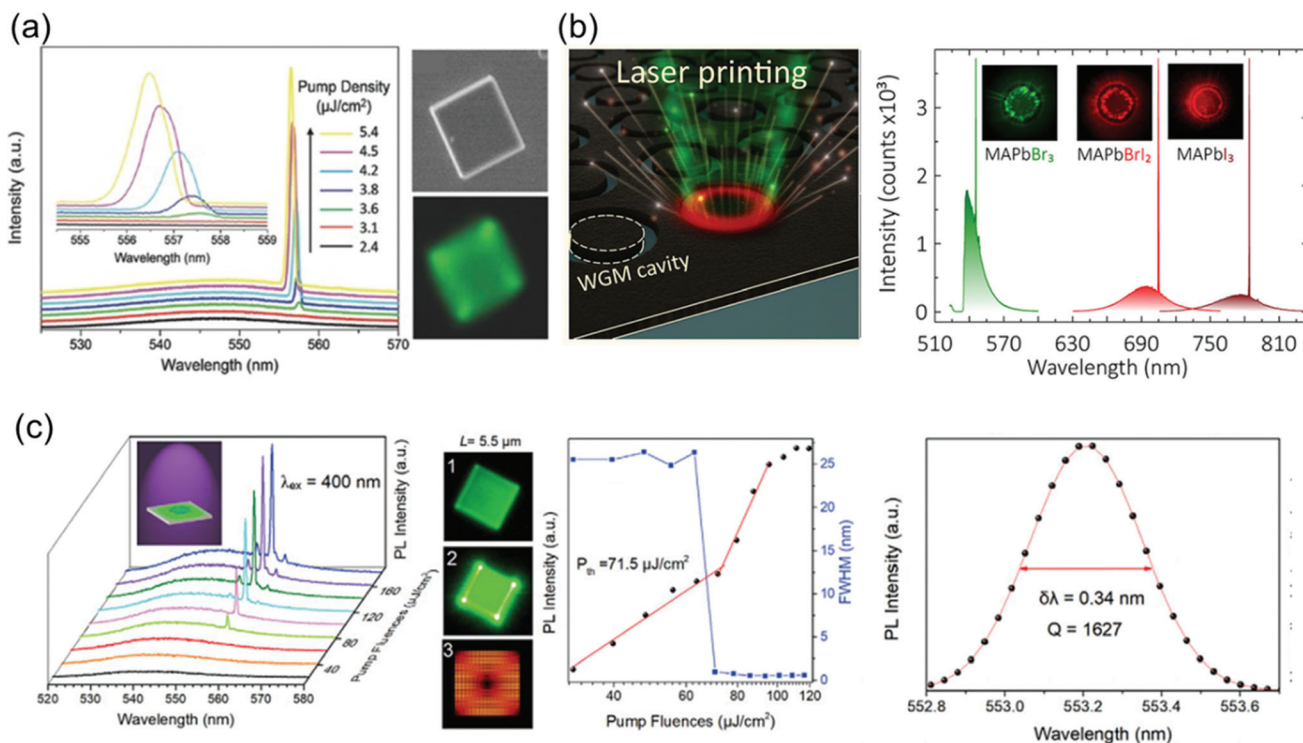 (a)
Intensity (a.u.)
Pump Density
(μJ/cm²)
5.4
4.5
4.2
3.8
3.6
3.1
2.4
555 556 557 558 559
Wavelength (nm)
530 540 550 560 570
Wavelength (nm)
(b)
Laser printing
WGM cavity
Intensity (counts x10³)
3
2
1
0
MAPbBr₃
MAPbBrI₂
MAPbI₃
510 570 630 690 750 810
Wavelength (nm)
(c)
λex = 400 nm
PL Intensity (a.u.)
160
120
80
40
Pump Fluences (μJ/cm²)
520 530 540 550 560 570 580
Wavelength (nm)
L= 5.5 μm
1
2
3
PL Intensity (a.u.)
Pth =71.5 μJ/cm²
25
20
15
10
5
0
FWHM (nm)
40 60 80 100 120
Pump Fluences (μJ/cm²)
PL Intensity (a.u.)
δλ = 0.34 nm
Q = 1627
552.8 553.0 553.2 553.4 553.6
Wavelength (nm)